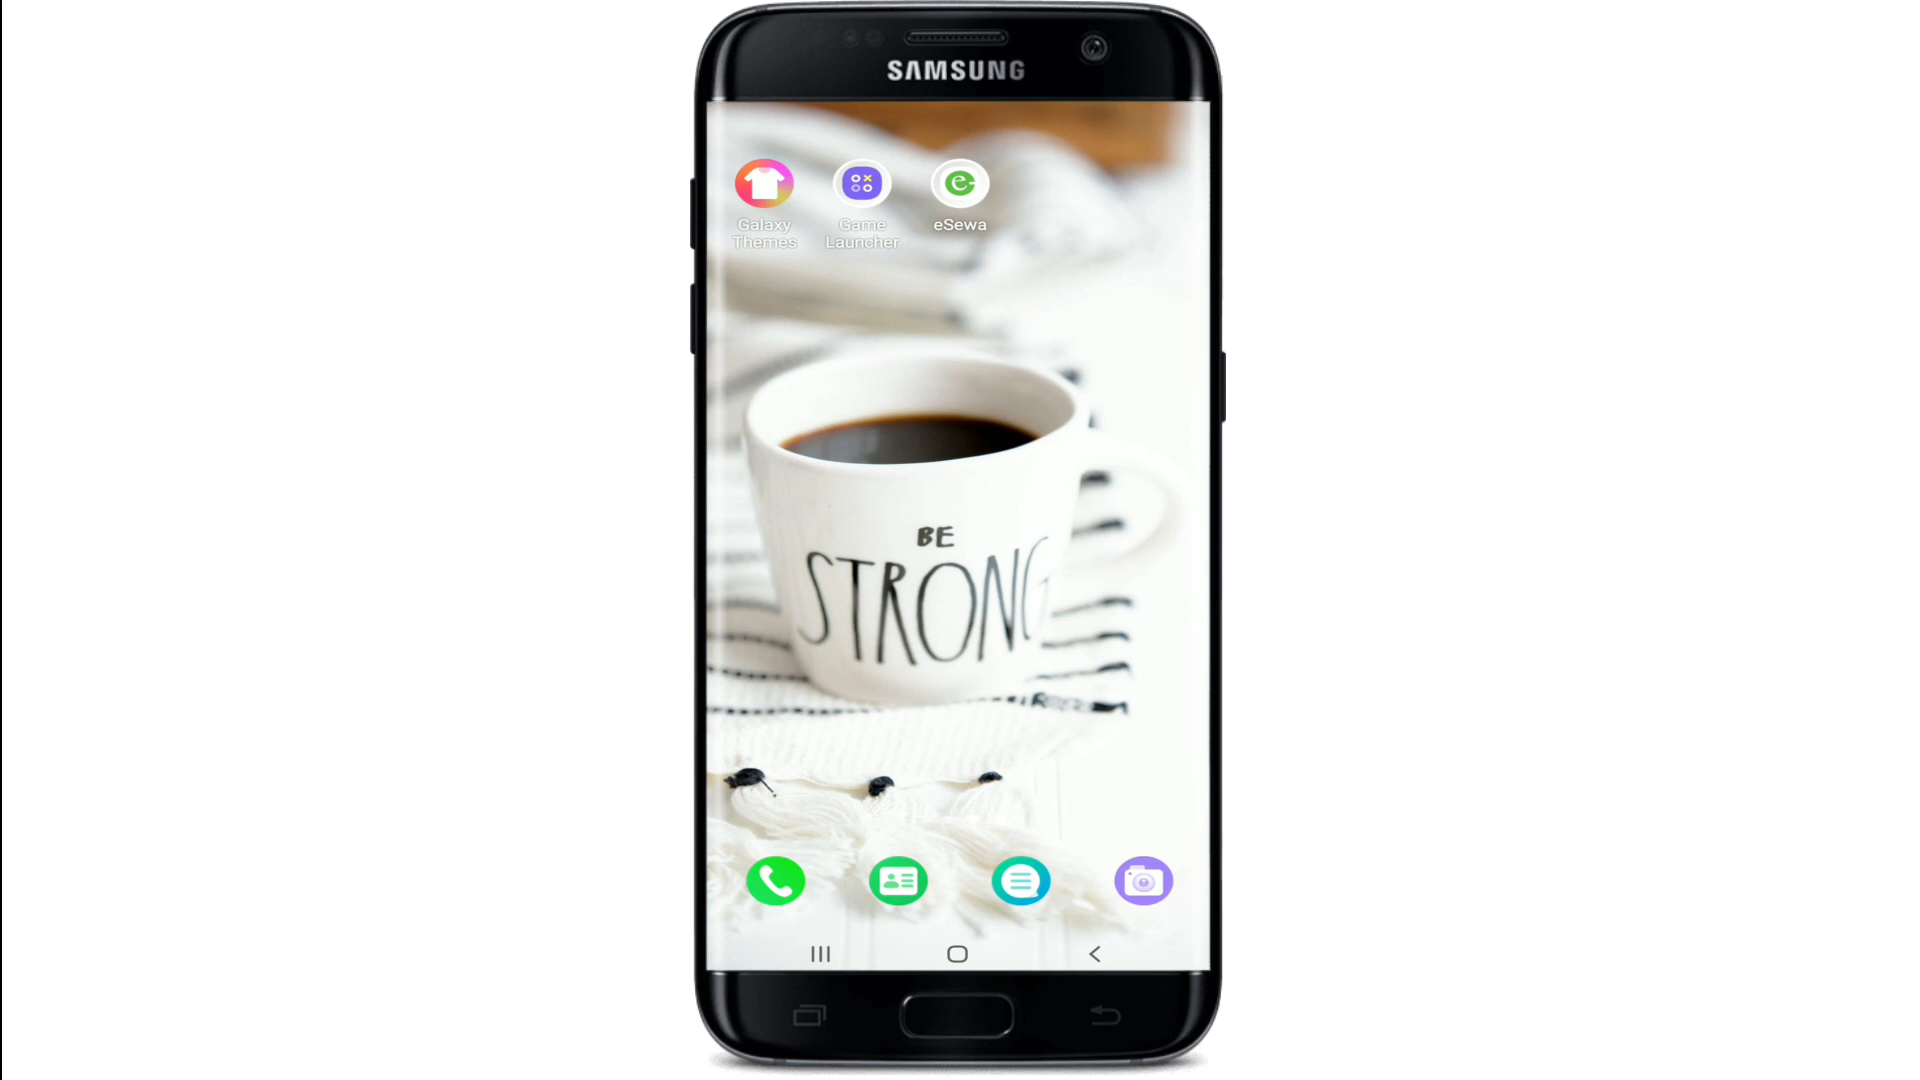 SAMSUNG
Galaxy Themes
Game Launcher
eSewa
BE
STRONG